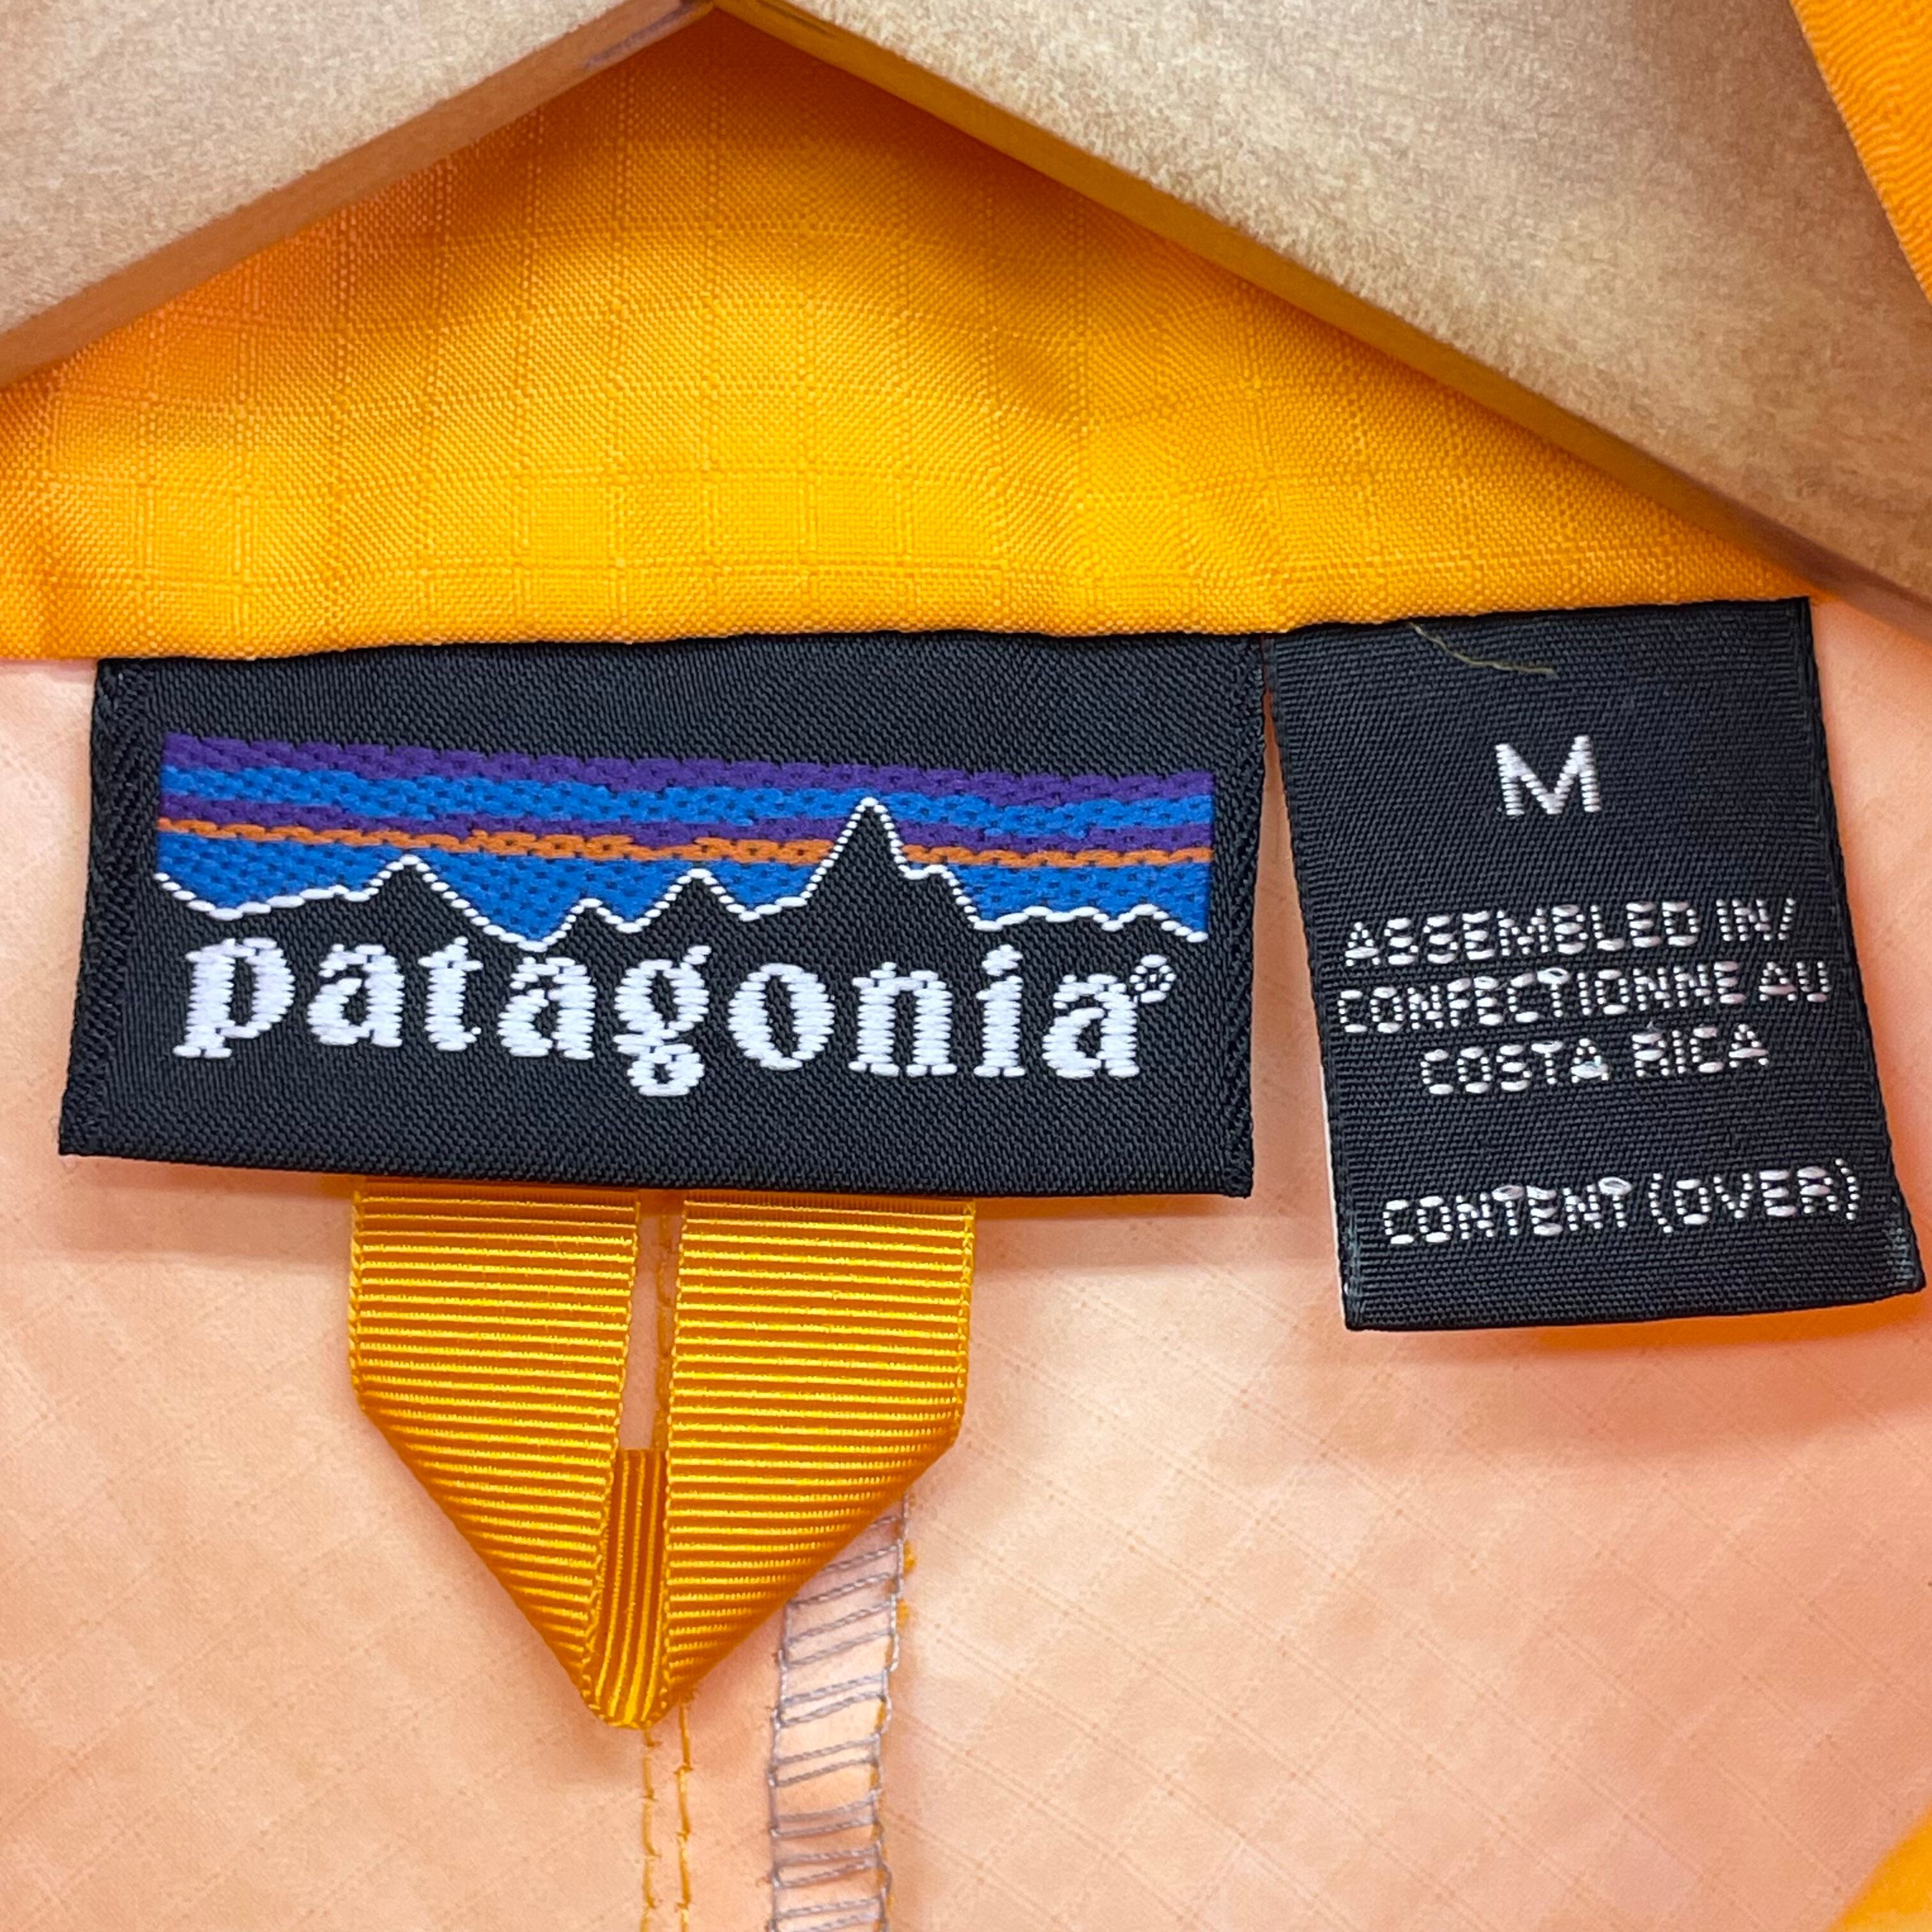 patagonia®
M
ASSEMBLED IN/
CONFECTIONNE AU
COSTA RICA
CONTENT (OVER)